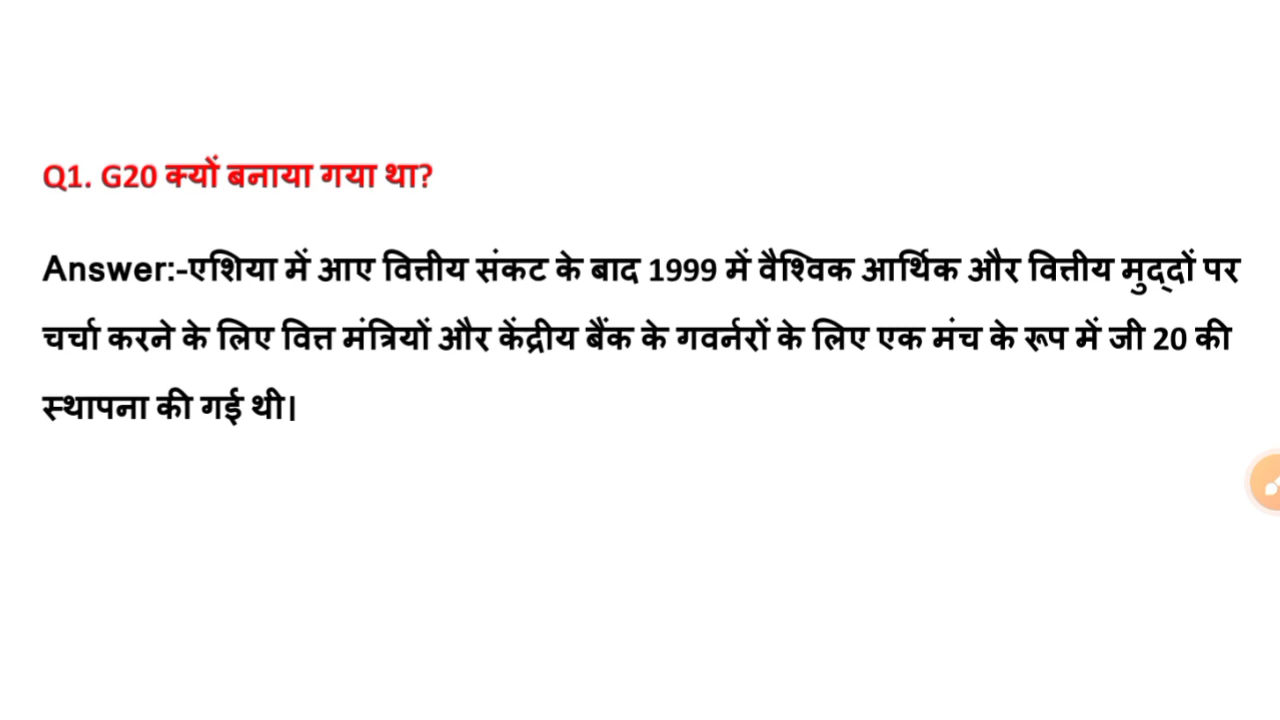 Q1. G20 क्यों बनाया गया था?
Answer:-एशिया में आए वित्तीय संकट के बाद 1999 में वैश्विक आर्थिक और वित्तीय मुद्दों पर
चर्चा करने के लिए वित्त मंत्रियों और केंद्रीय बैंक के गवर्नरों के लिए एक मंच के रूप में जी 20 की
स्थापना की गई थी।